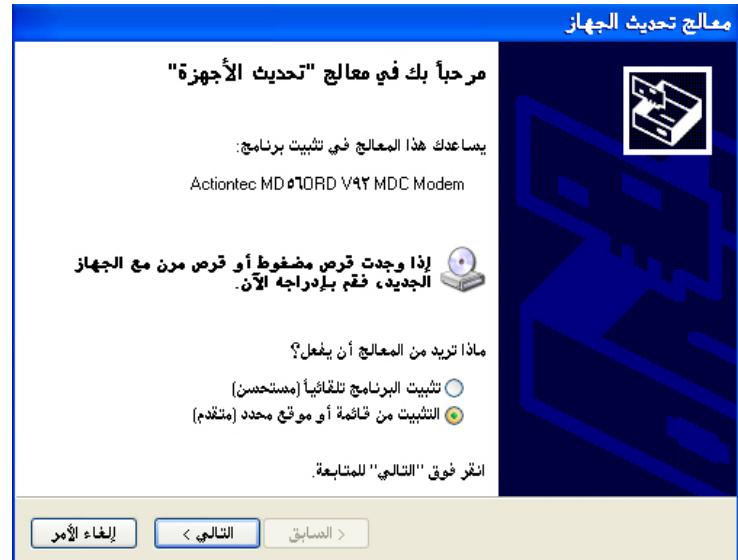 معالج تحديث الجهاز
مرحباً بك في معالج "تحديث الأجهزة"
يساعدك هذا المعالج في تثبيت برنامج:
Actiontec MD٥٦ORD V٩٢ MDC Modem
إذا وجدت قرص مضغوط أو قرص مرن مع الجهاز
الجديد، فقم بإدراجه الآن.
ماذا تريد من المعالج أن يفعل؟
تثبيت البرنامج تلقائياً (مستحسن)
التثبيت من قائمة أو موقع محدد (متقدم)
انقر فوق "التالي" للمتابعة.
< السابق
التالي >
إلغاء الأمر